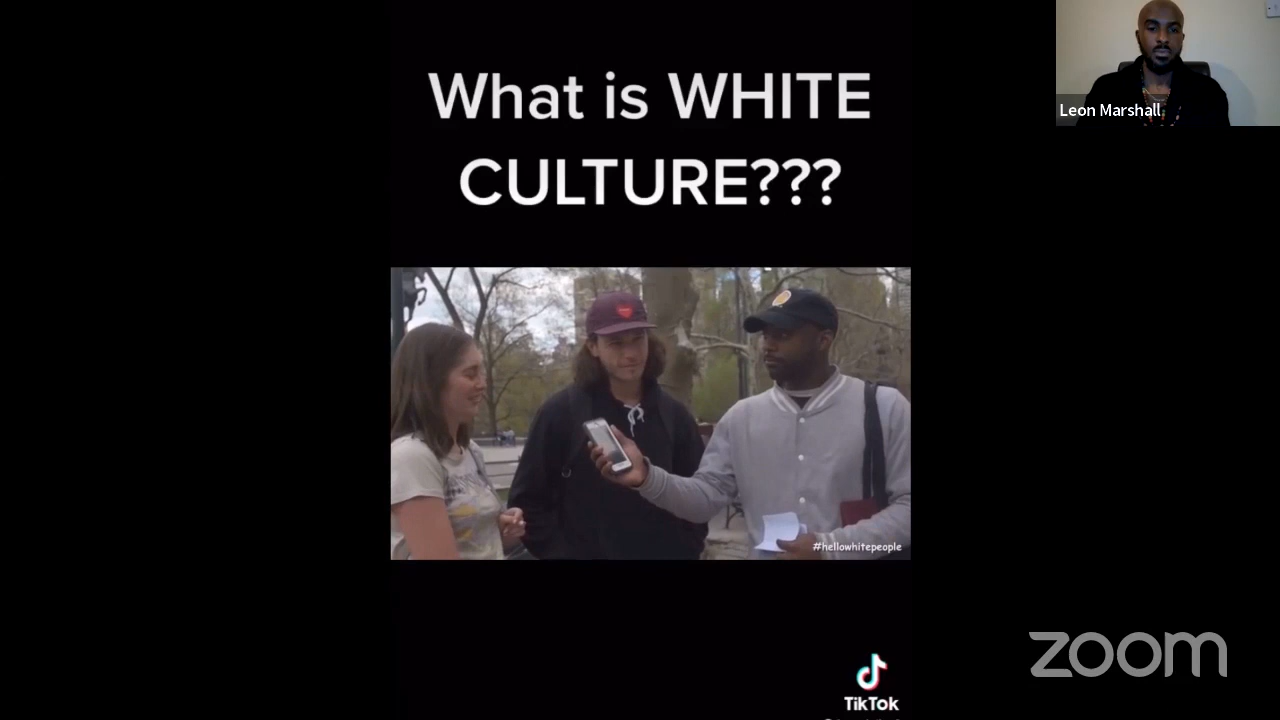 What is WHITE
CULTURE???
Leon Marshall
#hellowhitepeople
zoom
TikTok